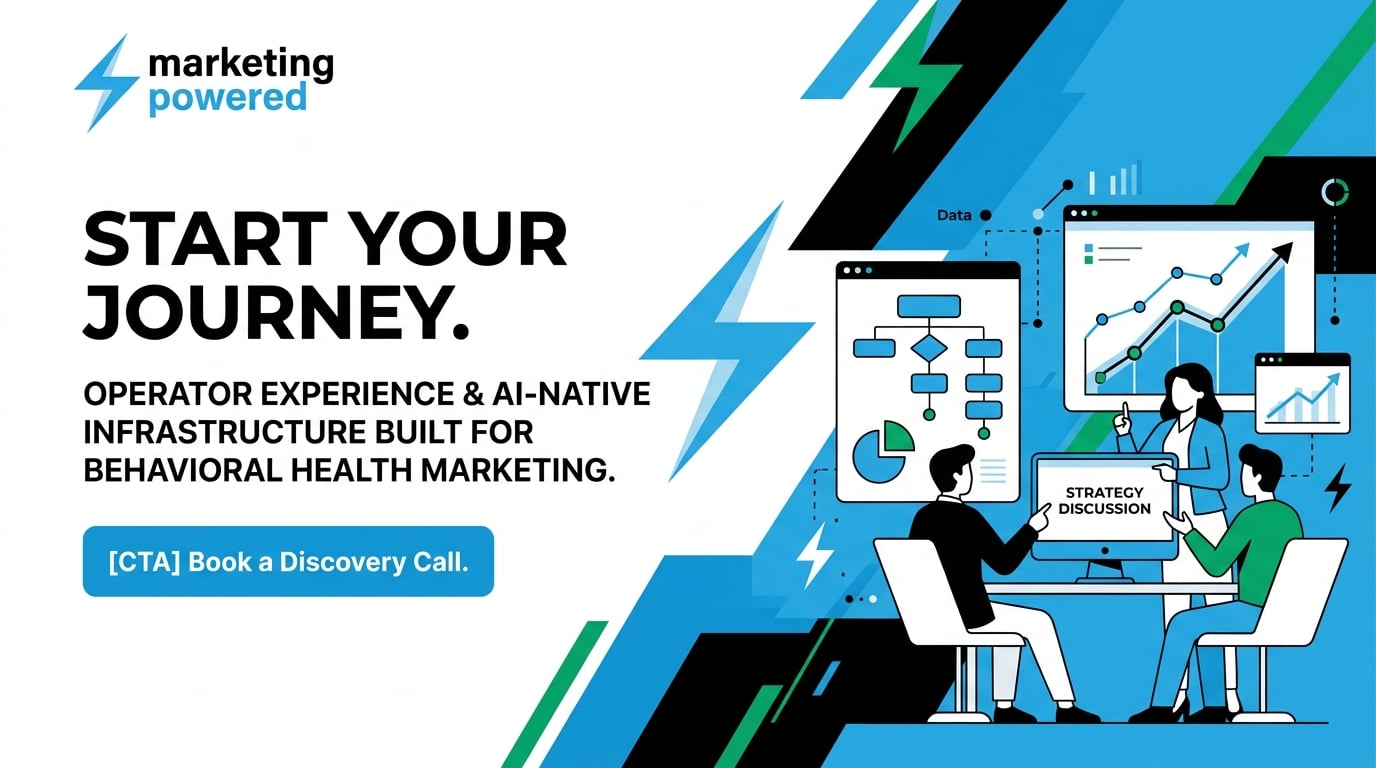 marketing
powered
START YOUR
JOURNEY.
OPERATOR EXPERIENCE & AI-NATIVE
INFRASTRUCTURE BUILT FOR
BEHAVIORAL HEALTH MARKETING.
[CTA] Book a Discovery Call.
Data
STRATEGY
DISCUSSION